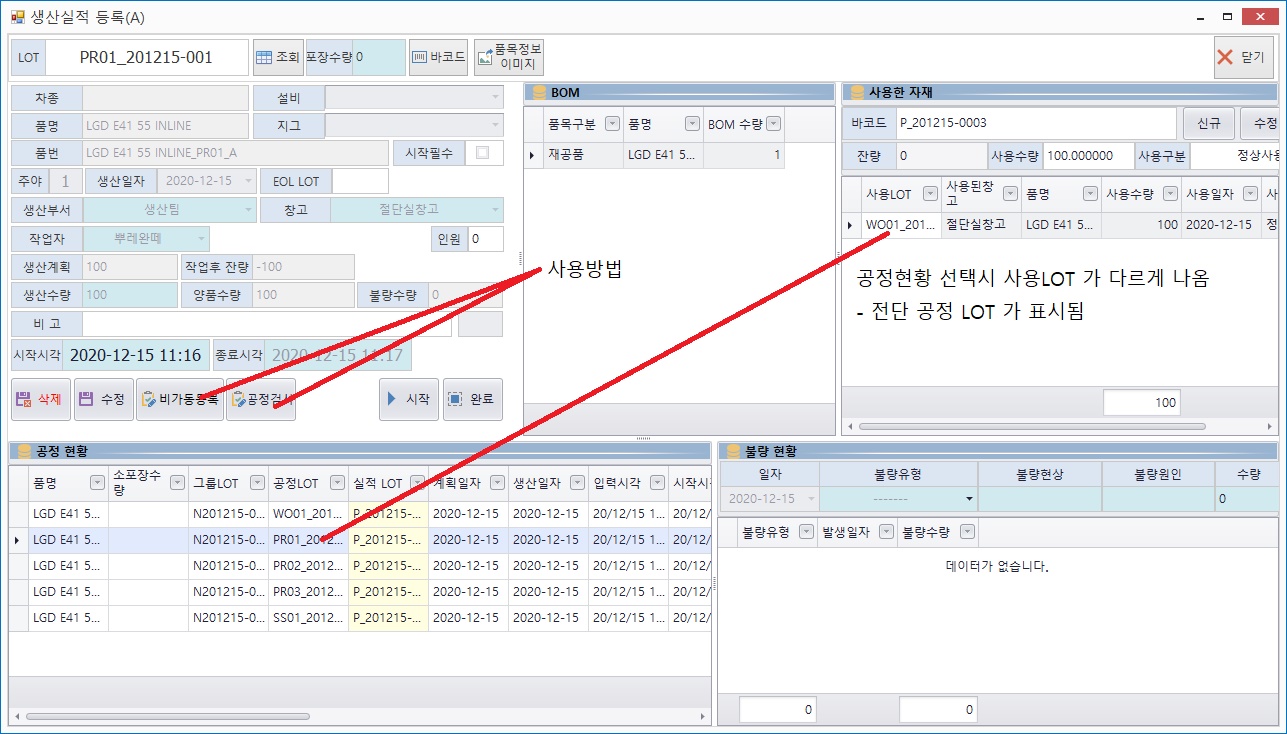 생산실적 등록(A)
LOT PR01_201215-001 조회 포장수량 0 바코드 품목정보 이미지 닫기
차종 설비
품명 LGD E41 55 INLINE 지그
품번 LGD E41 55 INLINE_PR01_A 시작필수
주야 1 생산일자 2020-12-15 EOL LOT
생산부서 생산팀 창고 절단실창고
작업자 뿌레완떼 인원 0
생산계획 100 작업후 잔량 -100
생산수량 100 양품수량 100 불량수량 0
비 고
시작시각 2020-12-15 11:16 종료시각 2020-12-15 11:17
삭제 수정 비가동등록 공정검사 시작 완료
BOM
품목구분 품명 BOM 수량
재공품 LGD E41 5... 1
사용방법
사용한 자재
바코드 P_201215-0003 신규 수정
잔량 0 사용수량 100.000000 사용구분 정상사용
사용LOT 사용된창고 품명 사용수량 사용일자 사
WO01_201... 절단실창고 LGD E41 5... 100 2020-12-15 정
공정현황 선택시 사용LOT 가 다르게 나옴
- 전단 공정 LOT 가 표시됨
100
공정 현황
품명 소포장수량 그룹LOT 공정LOT 실적 LOT 계획일자 생산일자 입력시각 시작시
LGD E41 5... N201215-0... WO01_201... P_201215-... 2020-12-15 2020-12-15 20/12/15 1... 20/12/
LGD E41 5... N201215-0... PR01_2012... P_201215-... 2020-12-15 2020-12-15 20/12/15 1... 20/12/
LGD E41 5... N201215-0... PR02_2012... P_201215-... 2020-12-15 2020-12-15 20/12/15 1... 20/12/
LGD E41 5... N201215-0... PR03_2012... P_201215-... 2020-12-15 2020-12-15 20/12/15 1... 20/12/
LGD E41 5... N201215-0... SS01_2012... P_201215-... 2020-12-15 2020-12-15 20/12/15 1... 20/12/
불량 현황
일자 불량유형 불량현상 불량원인 수량
2020-12-15 ------- 0
불량유형 발생일자 불량수량
데이터가 없습니다.
0 0